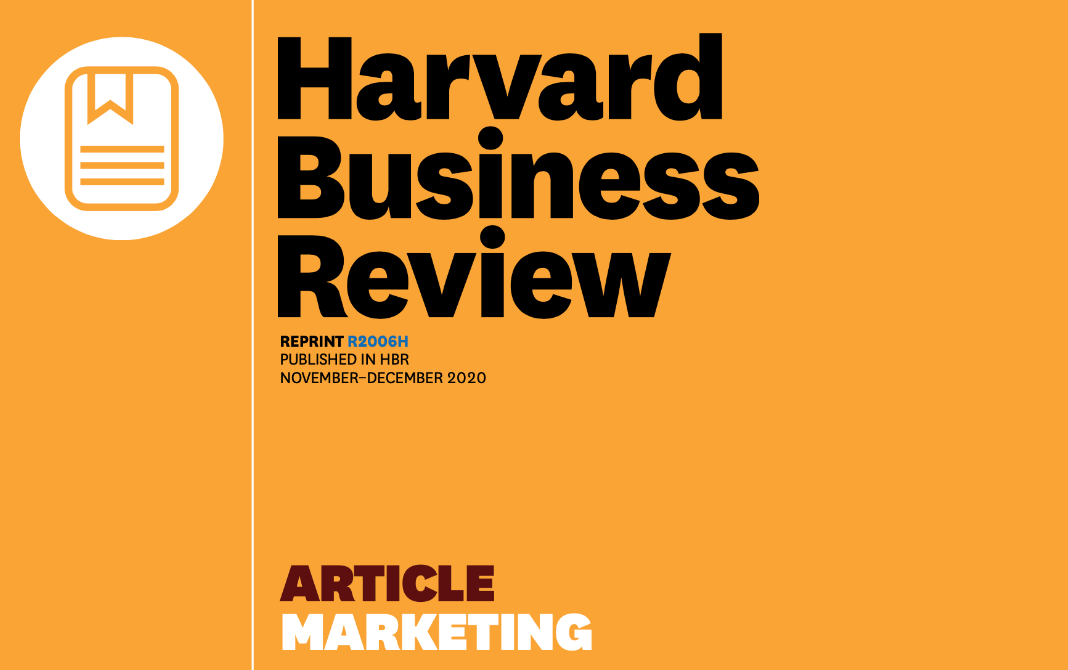 Harvard
Business
Review
REPRINT R2006H
PUBLISHED IN HBR
NOVEMBER–DECEMBER 2020
ARTICLE
MARKETING